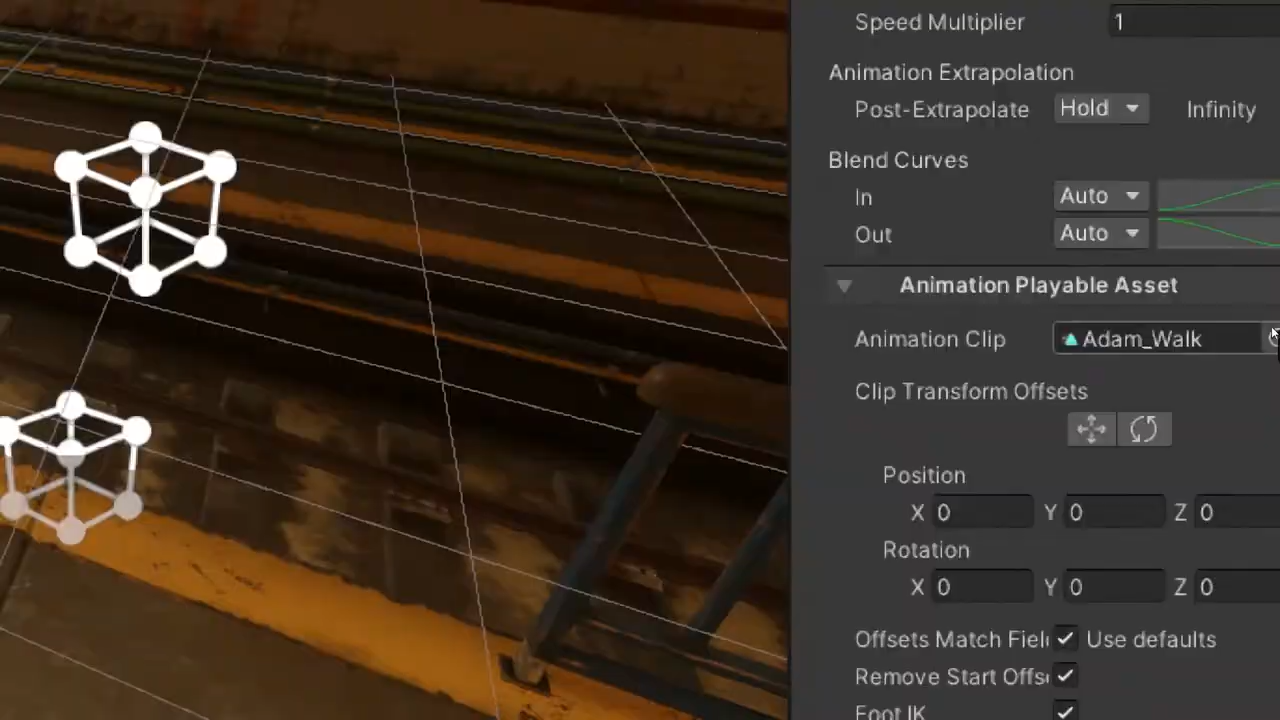 Speed Multiplier 1
Animation Extrapolation
Post-Extrapolate Hold Infinity
Blend Curves
In Auto
Out Auto
Animation Playable Asset
Animation Clip Adam_Walk
Clip Transform Offsets
Position
X 0 Y 0 Z 0
Rotation
X 0 Y 0 Z 0
Offsets Match Fiel Use defaults
Remove Start Offs
Foot IK